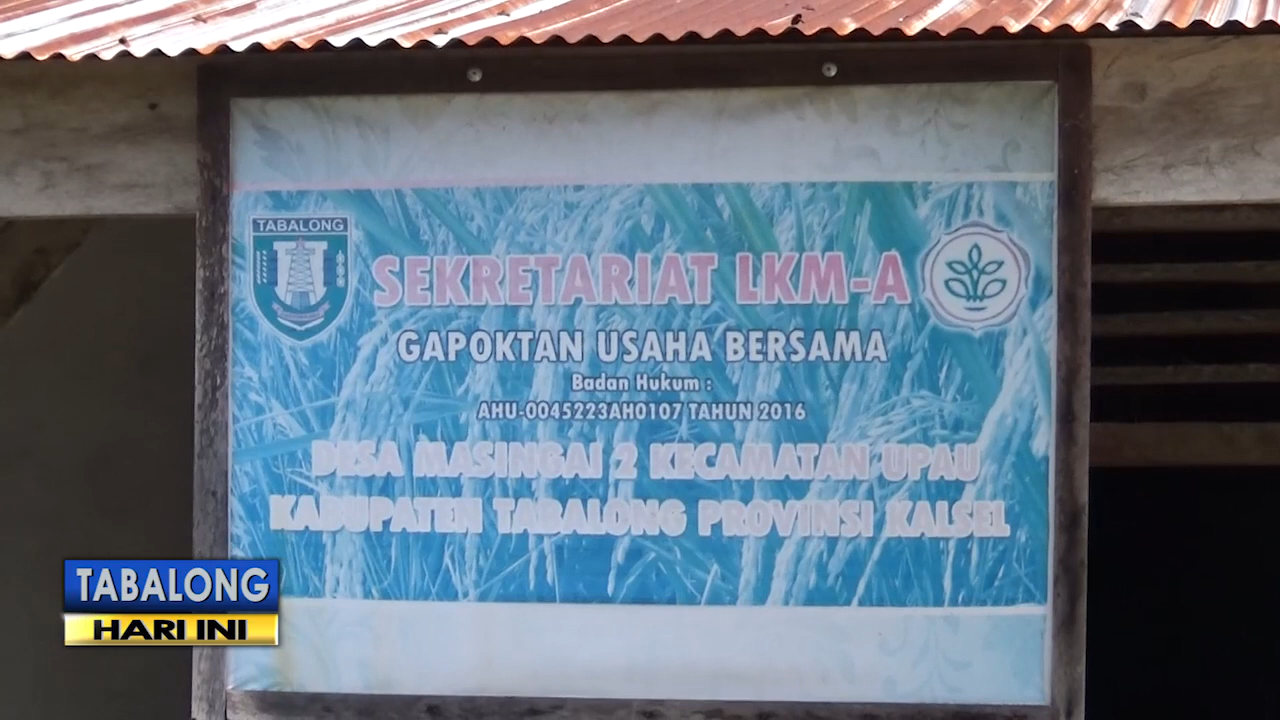 TABALONG
SEKRETARIAT LKM-A
GAPOKTAN USAHA BERSAMA
Badan Hukum :
AHU-0045223AH0107 TAHUN 2016
DESA MASINGAI 2 KECAMATAN UPAU
KABUPATEN TABALONG PROVINSI KALSEL
TABALONG
HARI INI